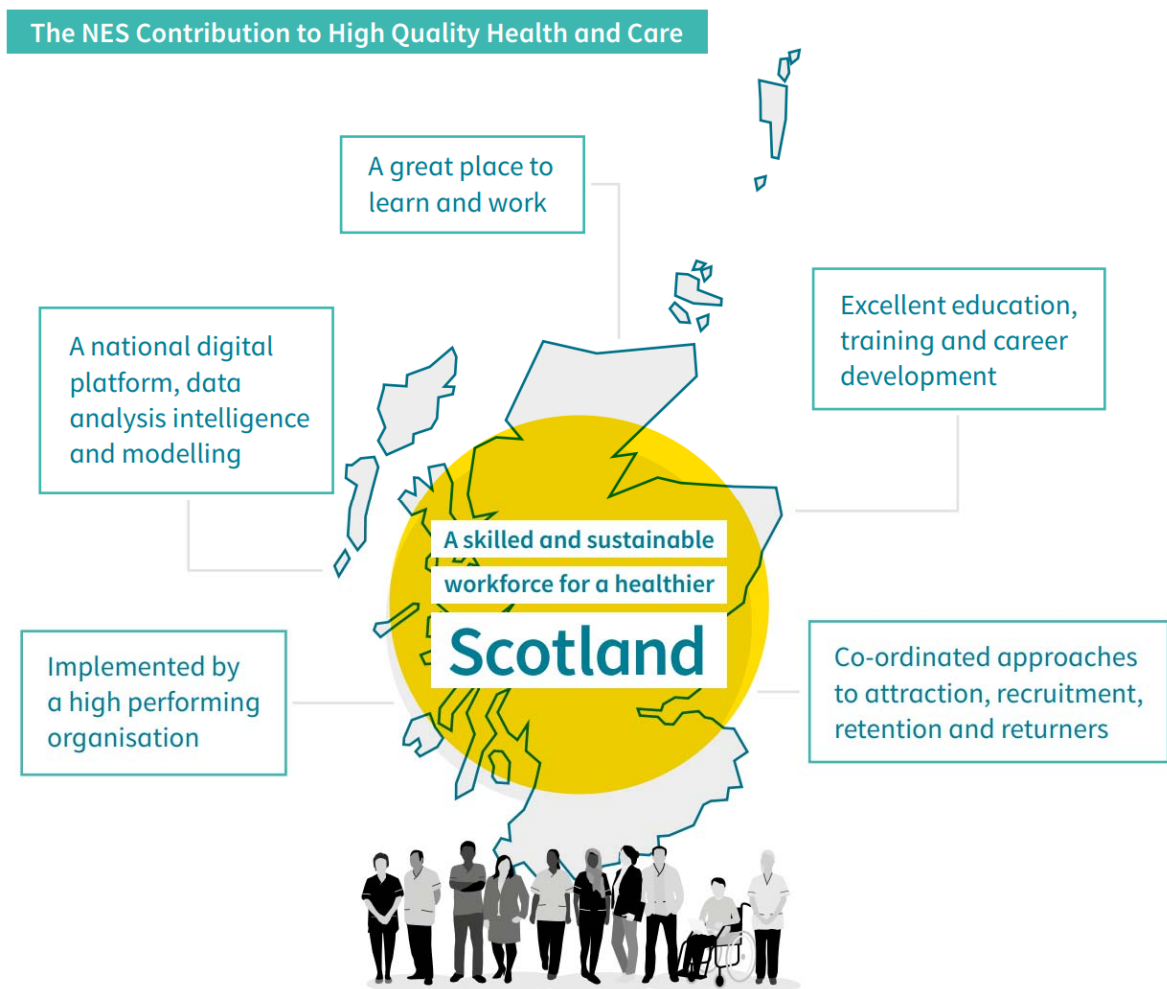 The NES Contribution to High Quality Health and Care
A great place to
learn and work
Excellent education,
training and career
development
A national digital
platform, data
analysis intelligence
and modelling
A skilled and sustainable
workforce for a healthier
Scotland
Implemented by
a high performing
organisation
Co-ordinated approaches
to attraction, recruitment,
retention and returners